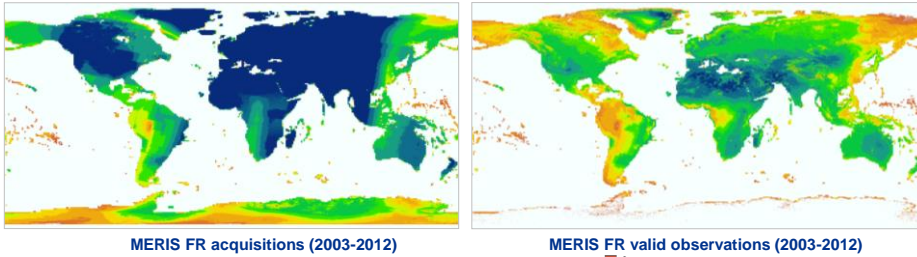 MERIS FR acquisitions (2003-2012)
MERIS FR valid observations (2003-2012)